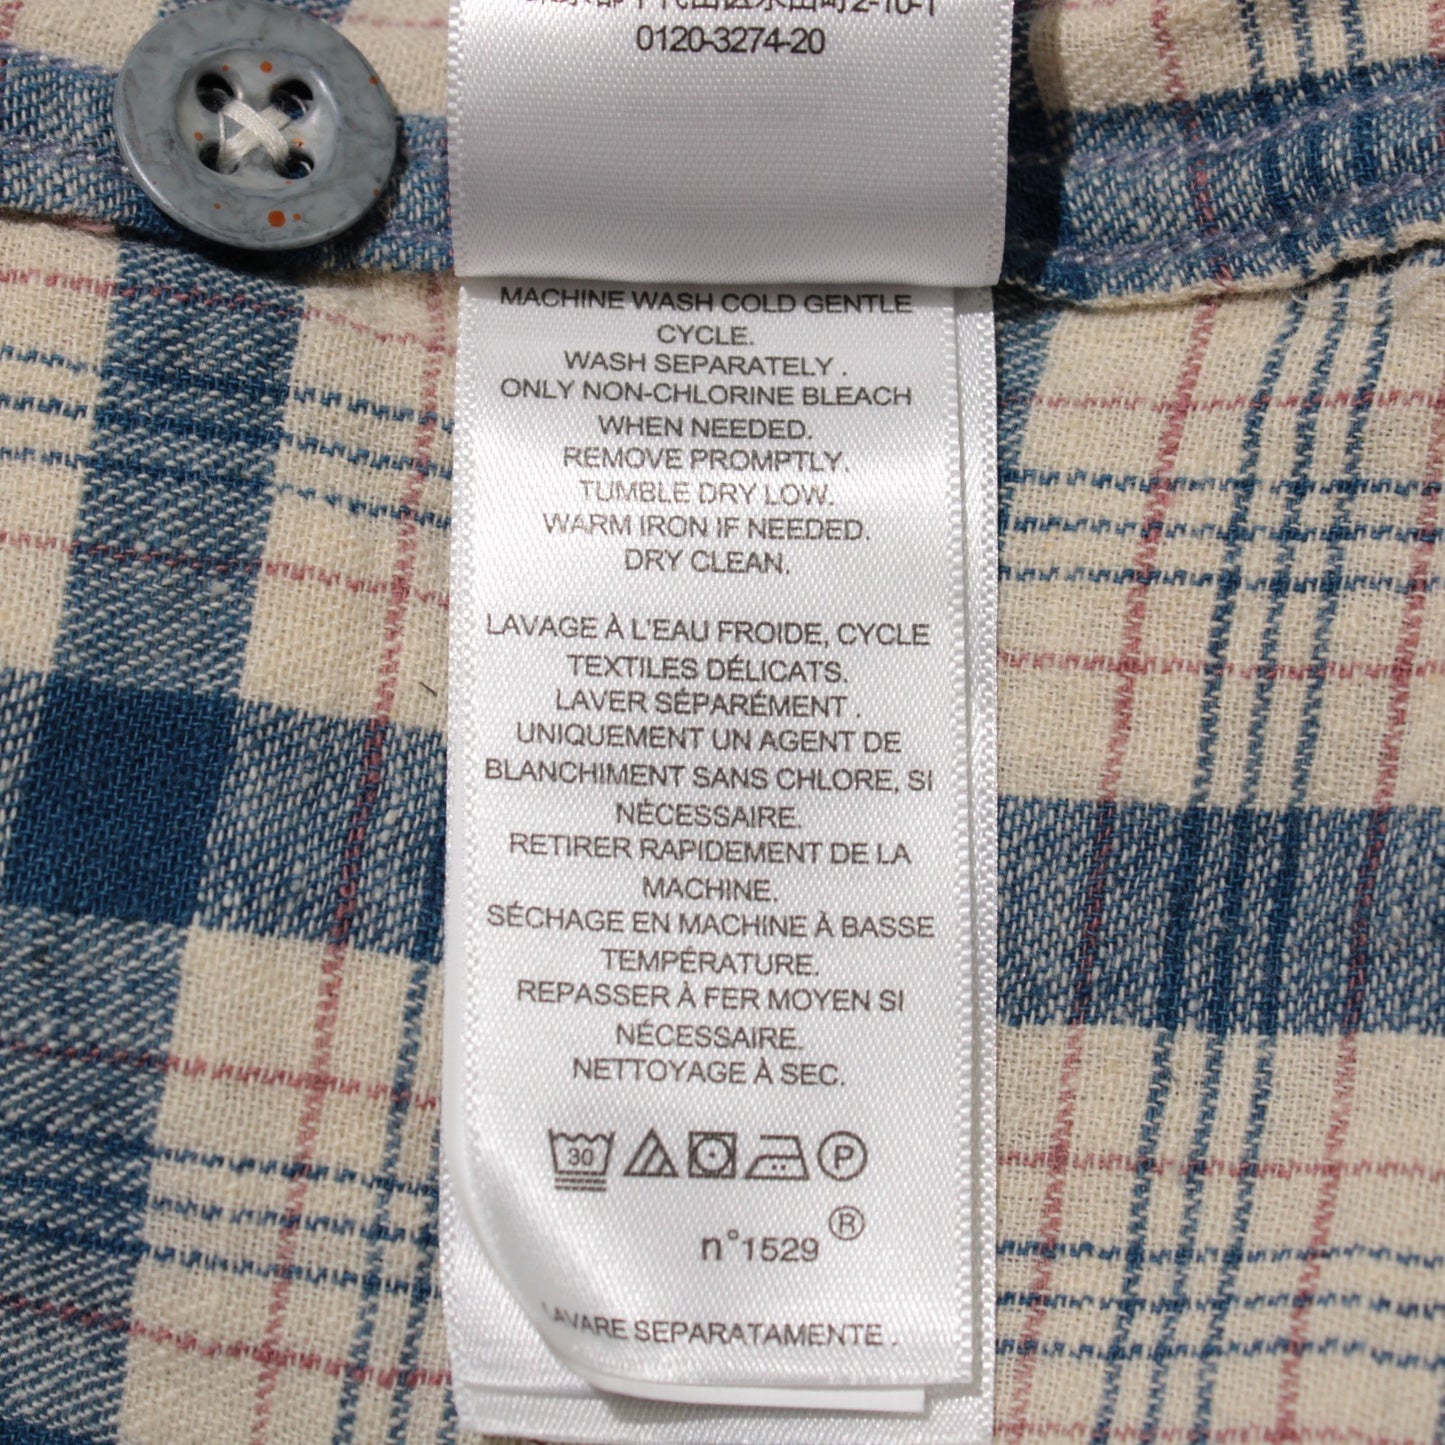 2-10-1
0120-3274-20
MACHINE WASH COLD GENTLE
CYCLE.
WASH SEPARATELY .
ONLY NON-CHLORINE BLEACH
WHEN NEEDED.
REMOVE PROMPTLY.
TUMBLE DRY LOW.
WARM IRON IF NEEDED.
DRY CLEAN.
LAVAGE À L'EAU FROIDE, CYCLE
TEXTILES DÉLICATS.
LAVER SÉPARÉMENT .
UNIQUEMENT UN AGENT DE
BLANCHIMENT SANS CHLORE, SI
NÉCESSAIRE.
RETIRER RAPIDEMENT DE LA
MACHINE.
SÉCHAGE EN MACHINE À BASSE
TEMPÉRATURE.
REPASSER À FER MOYEN SI
NÉCESSAIRE.
NETTOYAGE À SEC.
30 P
n°1529 ®
LAVARE SEPARATAMENTE .